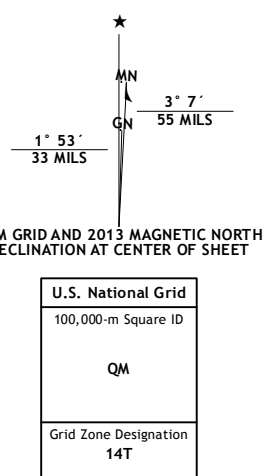 ★
MN
3° 7´
GN
55 MILS
1° 53´
33 MILS
M GRID AND 2013 MAGNETIC NORTH
ECLINATION AT CENTER OF SHEET
U.S. National Grid
100,000-m Square ID
QM
Grid Zone Designation
14T